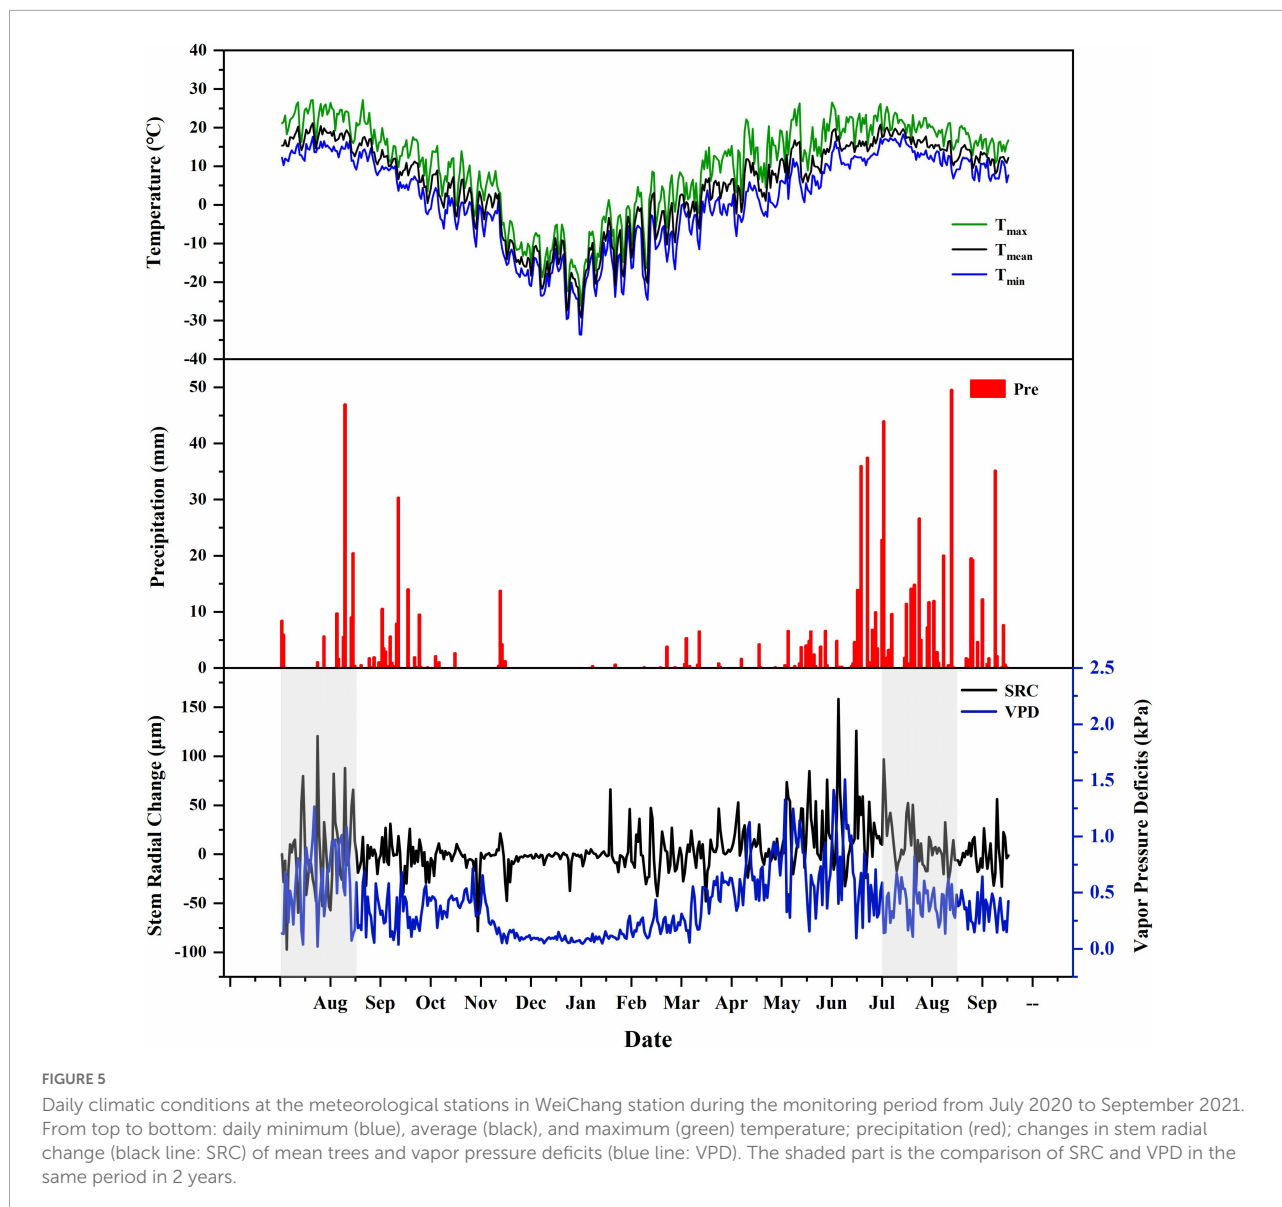 40
30
20
10
0
-10
-20
-30
-40
Temperature (°C)
Tmax
Tmean
Tmin
50
40
30
20
10
0
Precipitation (mm)
Pre
150
100
50
0
-50
-100
Stem Radial Change (μm)
SRC
VPD
2.5
2.0
1.5
1.0
0.5
0.0
Vapor Pressure Deficits (kPa)
Aug Sep Oct Nov Dec Jan Feb Mar Apr May Jun Jul Aug Sep --
Date
FIGURE 5
Daily climatic conditions at the meteorological stations in WeiChang station during the monitoring period from July 2020 to September 2021.
From top to bottom: daily minimum (blue), average (black), and maximum (green) temperature; precipitation (red); changes in stem radial
change (black line: SRC) of mean trees and vapor pressure deficits (blue line: VPD). The shaded part is the comparison of SRC and VPD in the
same period in 2 years.